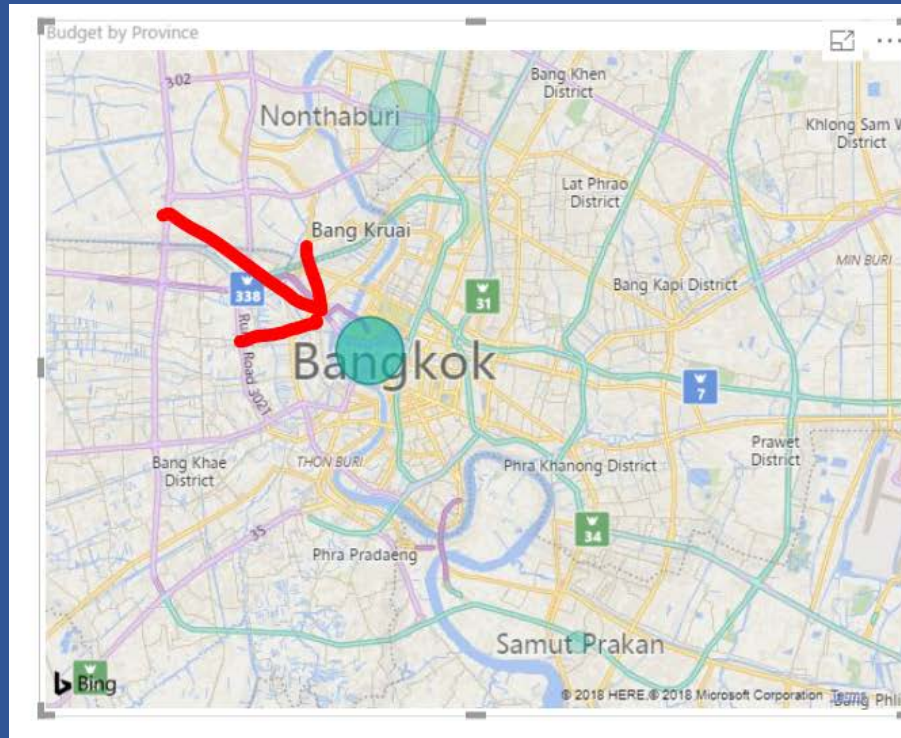 Budget by Province
302
Bang Khen
District
Nonthaburi
Khlong Sam W
District
Lat Phrao
District
Bang Kruai
MIN BURI
Bang Kapi District
338
31
Rural Road 3021
Bangkok
7
Prawet
District
Bang Khae
District
THON BURI
Phra Khanong District
34
35
Phra Pradaeng
Samut Prakan
Bing
© 2018 HERE © 2018 Microsoft Corporation Terms
Bang Phli